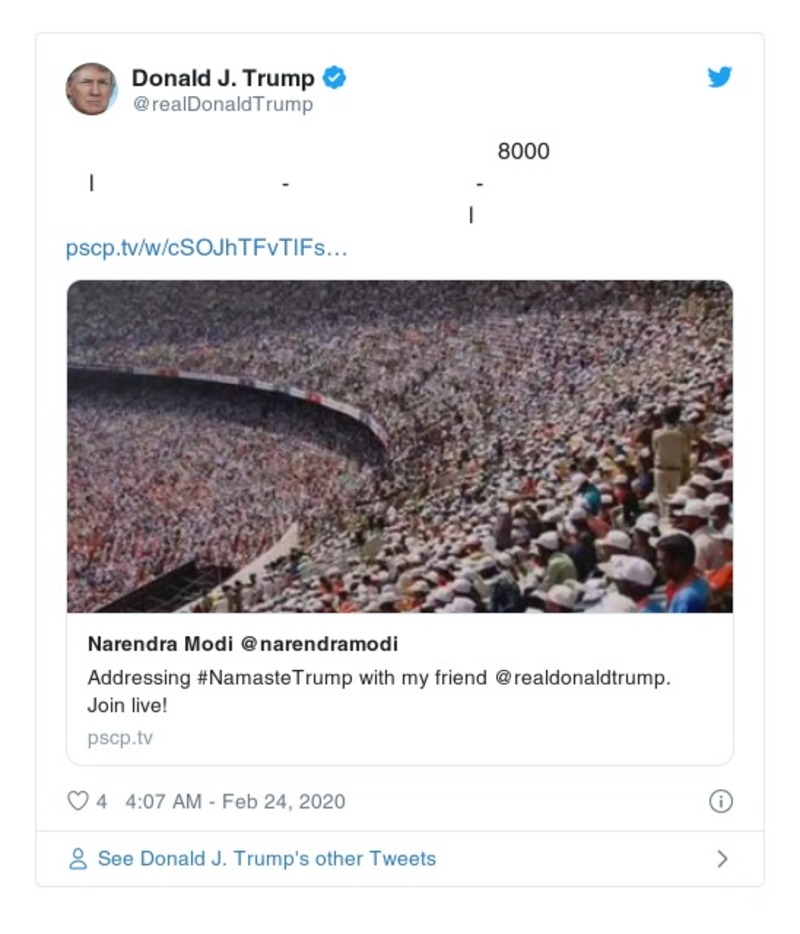 Donald J. Trump
@realDonaldTrump
8000
। - -
।
pscp.tv/w/cSOJhTFvTlFs…
Narendra Modi @narendramodi
Addressing #NamasteTrump with my friend @realdonaldtrump.
Join live!
pscp.tv
4 4:07 AM - Feb 24, 2020
See Donald J. Trump's other Tweets